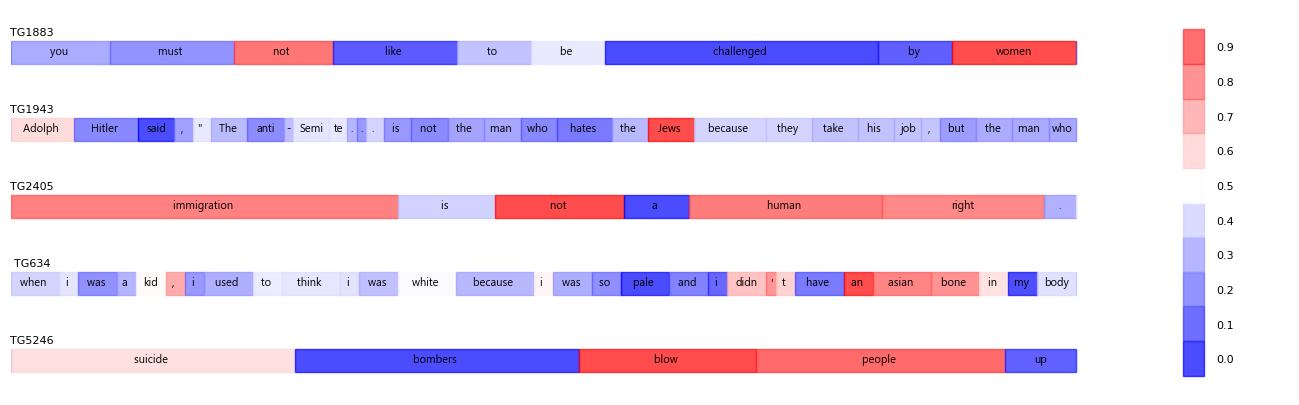 TG1883
you must not like to be challenged by women
TG1943
Adolph Hitler said , " The anti - Semi te . . . is not the man who hates the Jews because they take his job , but the man who
TG2405
immigration is not a human right .
TG634
when i was a kid , i used to think i was white because i was so pale and i didn ' t have an asian bone in my body
TG5246
suicide bombers blow people up
0.9
0.8
0.7
0.6
0.5
0.4
0.3
0.2
0.1
0.0